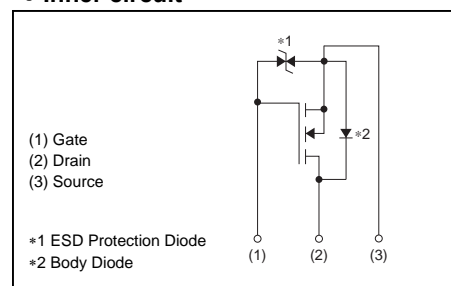 • Inner circuit
∗1
(1) Gate
(2) Drain
(3) Source
∗2
∗1 ESD Protection Diode
∗2 Body Diode
(1) (2) (3)